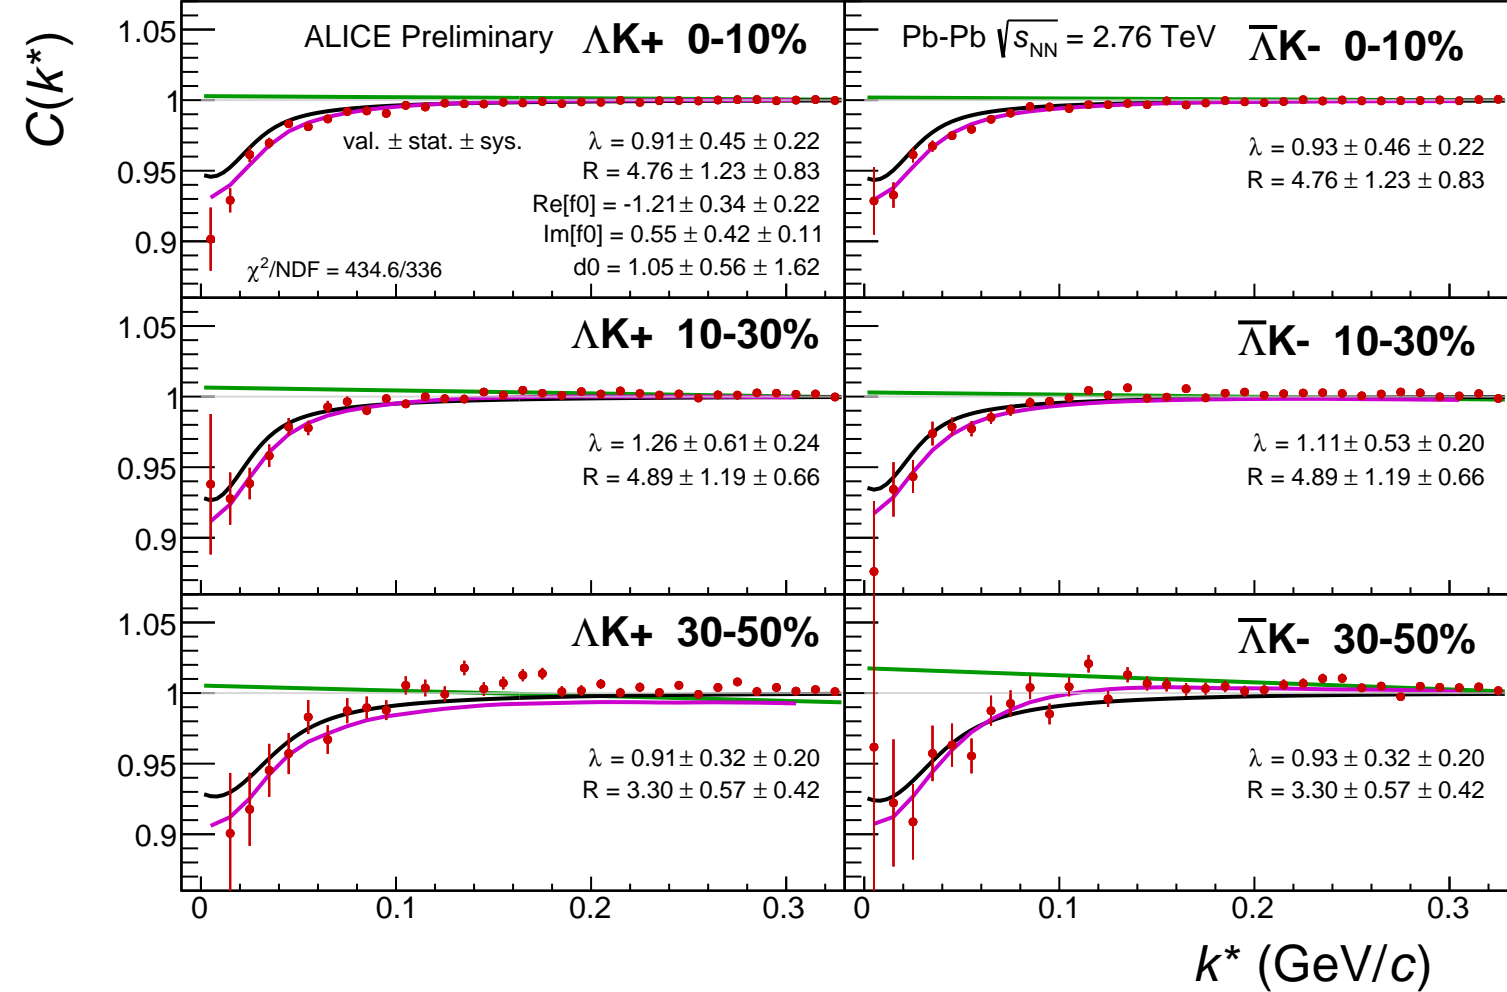 C(k*)
ALICE Preliminary ΛK+ 0-10%
val. ± stat. ± sys.
λ = 0.91± 0.45 ± 0.22
R = 4.76 ± 1.23 ± 0.83
Re[f0] = -1.21± 0.34 ± 0.22
Im[f0] = 0.55 ± 0.42 ± 0.11
χ²/NDF = 434.6/336
d0 = 1.05 ± 0.56 ± 1.62
1.05
1
0.95
0.9
Pb-Pb √s_NN = 2.76 TeV Λ̅K- 0-10%
λ = 0.93 ± 0.46 ± 0.22
R = 4.76 ± 1.23 ± 0.83
ΛK+ 10-30%
λ = 1.26 ± 0.61 ± 0.24
R = 4.89 ± 1.19 ± 0.66
1.05
1
0.95
0.9
Λ̅K- 10-30%
λ = 1.11± 0.53 ± 0.20
R = 4.89 ± 1.19 ± 0.66
ΛK+ 30-50%
λ = 0.91± 0.32 ± 0.20
R = 3.30 ± 0.57 ± 0.42
1.05
1
0.95
0.9
Λ̅K- 30-50%
λ = 0.93 ± 0.32 ± 0.20
R = 3.30 ± 0.57 ± 0.42
0 0.1 0.2 0.3
0 0.1 0.2 0.3
k* (GeV/c)